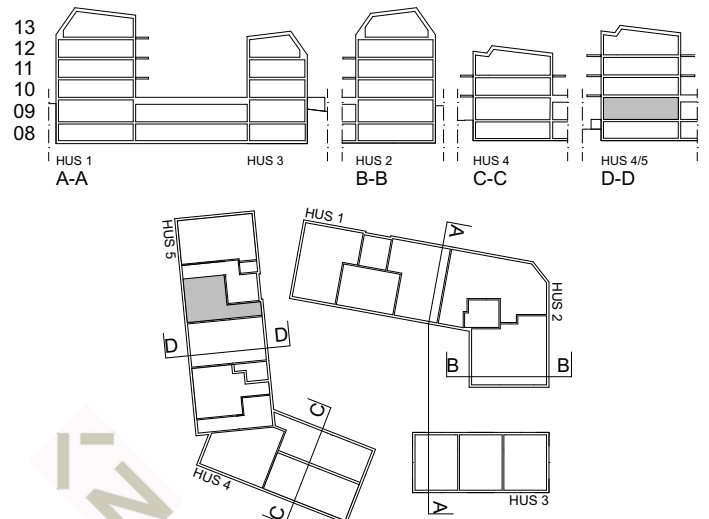 13
12
11
10
09
08
HUS 1
HUS 3
A-A
HUS 2
B-B
HUS 4
C-C
HUS 4/5
D-D
HUS 5
HUS 1
A
HUS 2
D
D
B
B
C
HUS 4
C
A
HUS 3